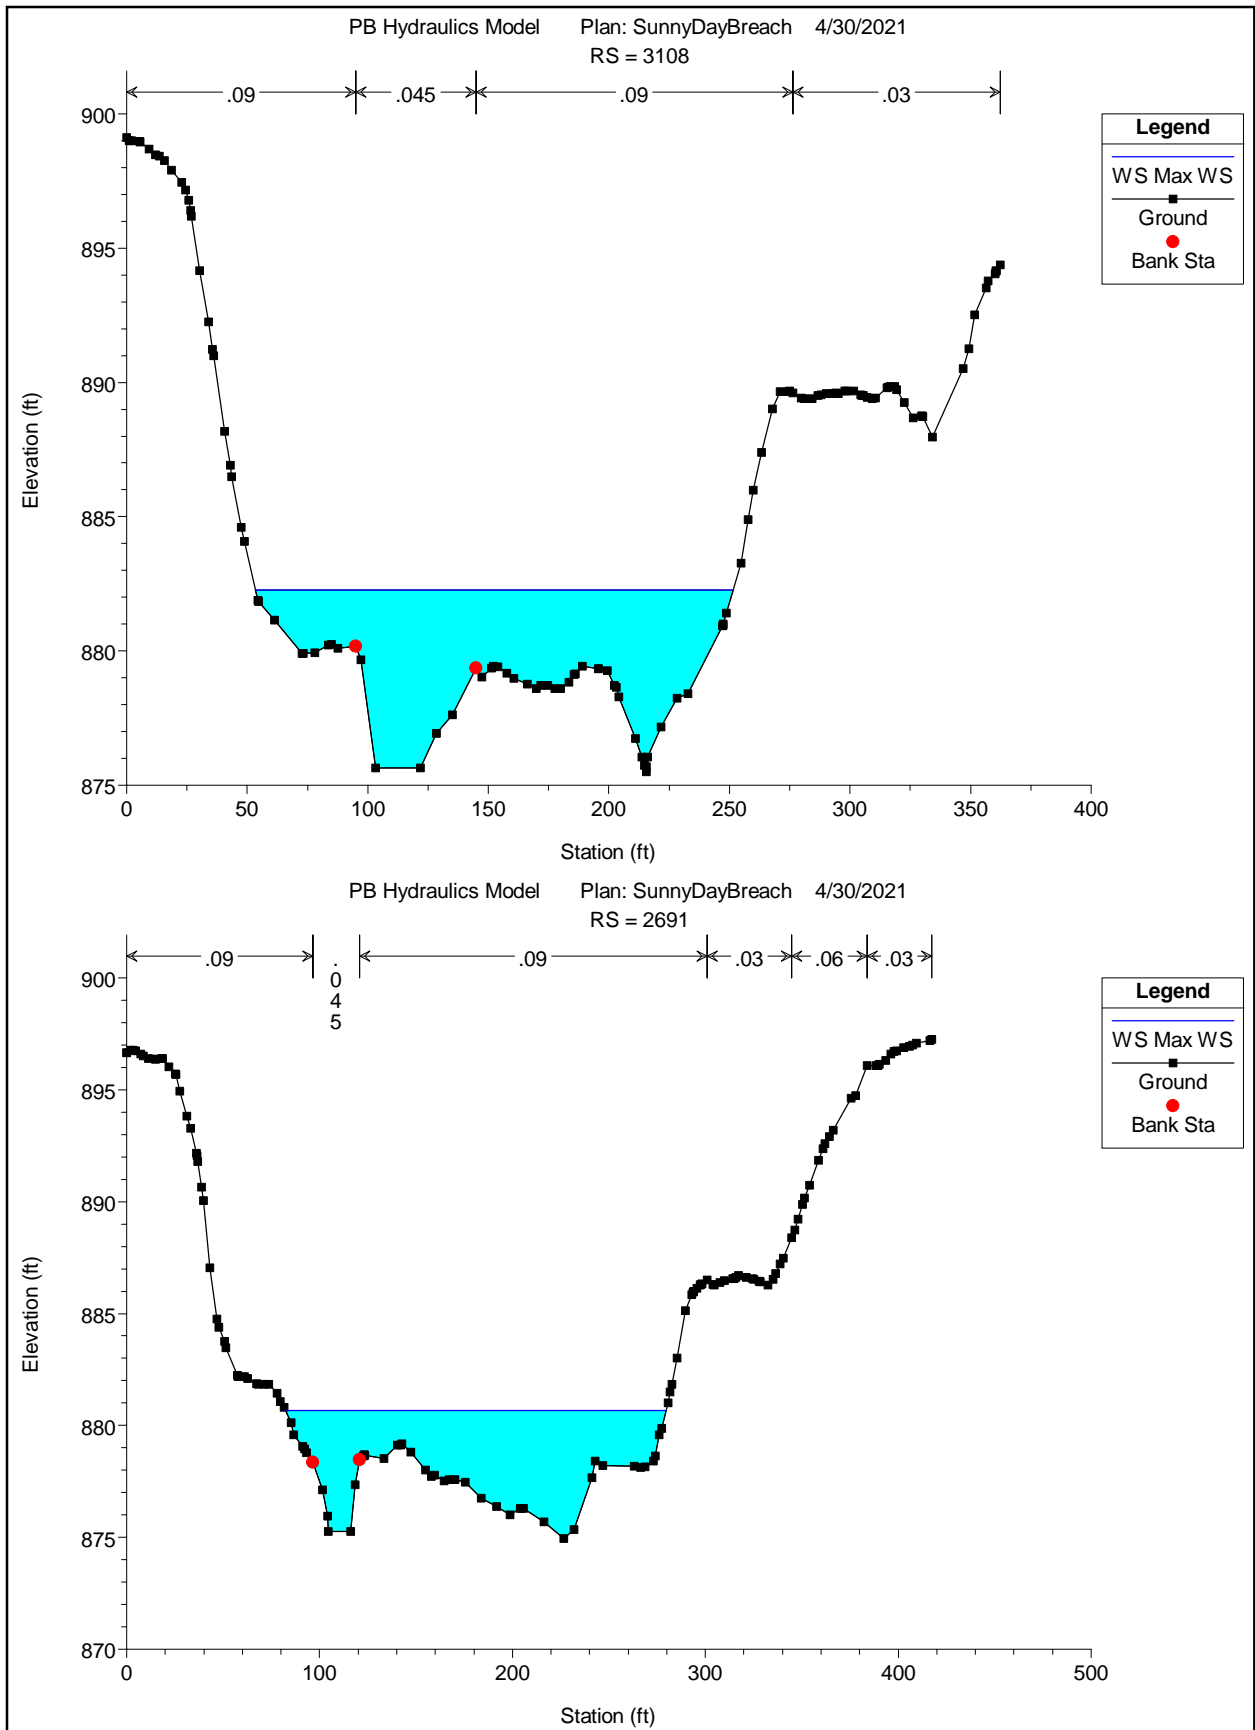 PB Hydraulics Model Plan: SunnyDayBreach 4/30/2021
RS = 3108
.09 .045 .09 .03
Legend
WS Max WS
Ground
Bank Sta
900
895
890
885
880
875
Elevation (ft)
0 50 100 150 200 250 300 350 400
Station (ft)
PB Hydraulics Model Plan: SunnyDayBreach 4/30/2021
RS = 2691
.09 .045 .09 .03 .06 .03
Legend
WS Max WS
Ground
Bank Sta
900
895
890
885
880
875
870
Elevation (ft)
0 100 200 300 400 500
Station (ft)